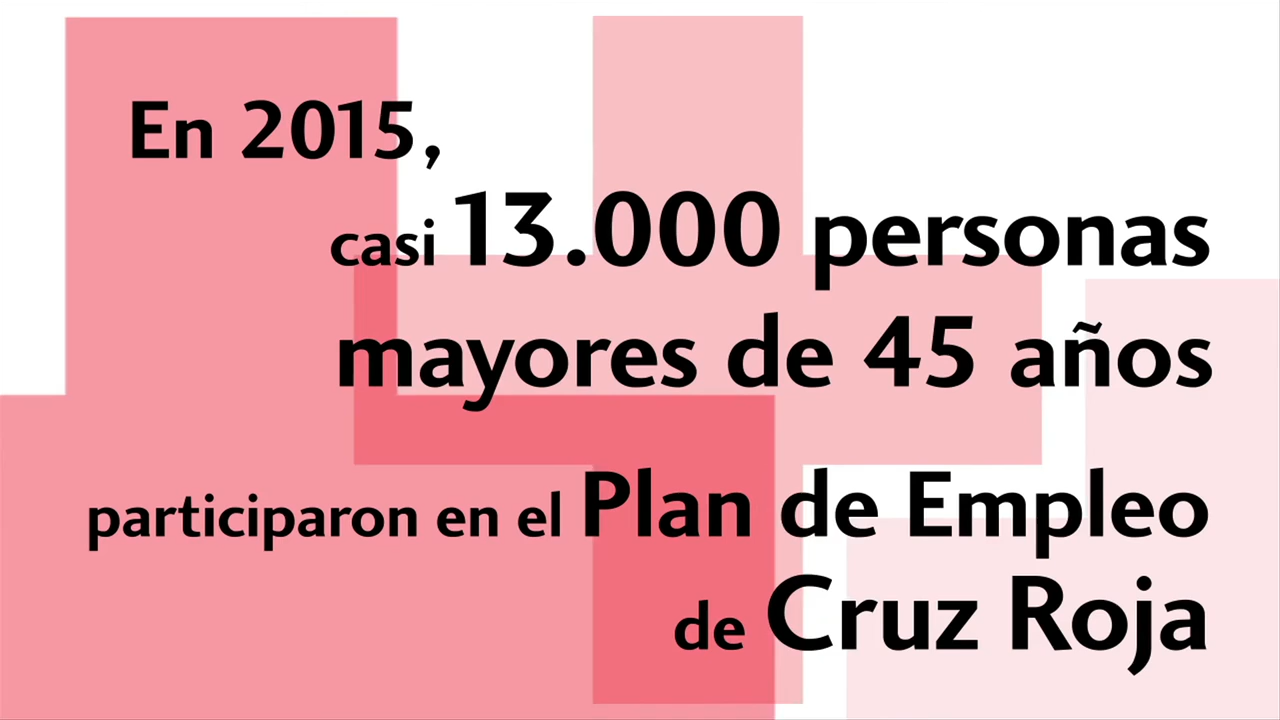 En 2015,
casi 13.000 personas
mayores de 45 años
participaron en el Plan de Empleo
de Cruz Roja